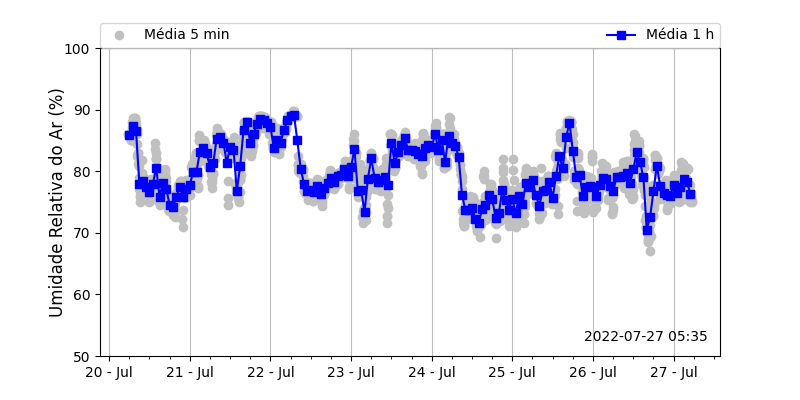 Média 5 min
Média 1 h
Umidade Relativa do Ar (%)
100
90
80
70
60
50
2022-07-27 05:35
20 - Jul
21 - Jul
22 - Jul
23 - Jul
24 - Jul
25 - Jul
26 - Jul
27 - Jul